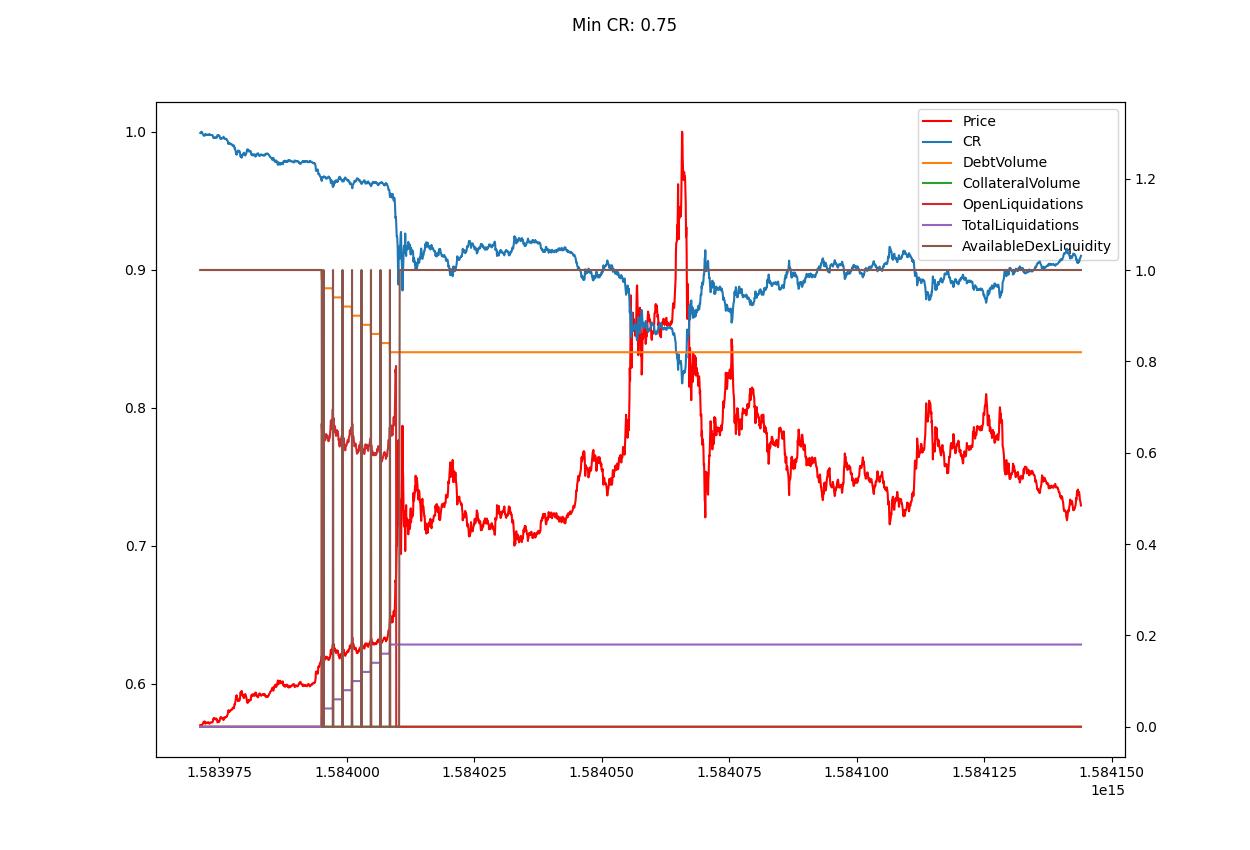 Min CR: 0.75
Price
CR
DebtVolume
CollateralVolume
OpenLiquidations
TotalLiquidations
AvailableDexLiquidity
1.0
0.9
0.8
0.7
0.6
1.2
1.0
0.8
0.6
0.4
0.2
0.0
1.583975 1.584000 1.584025 1.584050 1.584075 1.584100 1.584125 1.584150
1e15